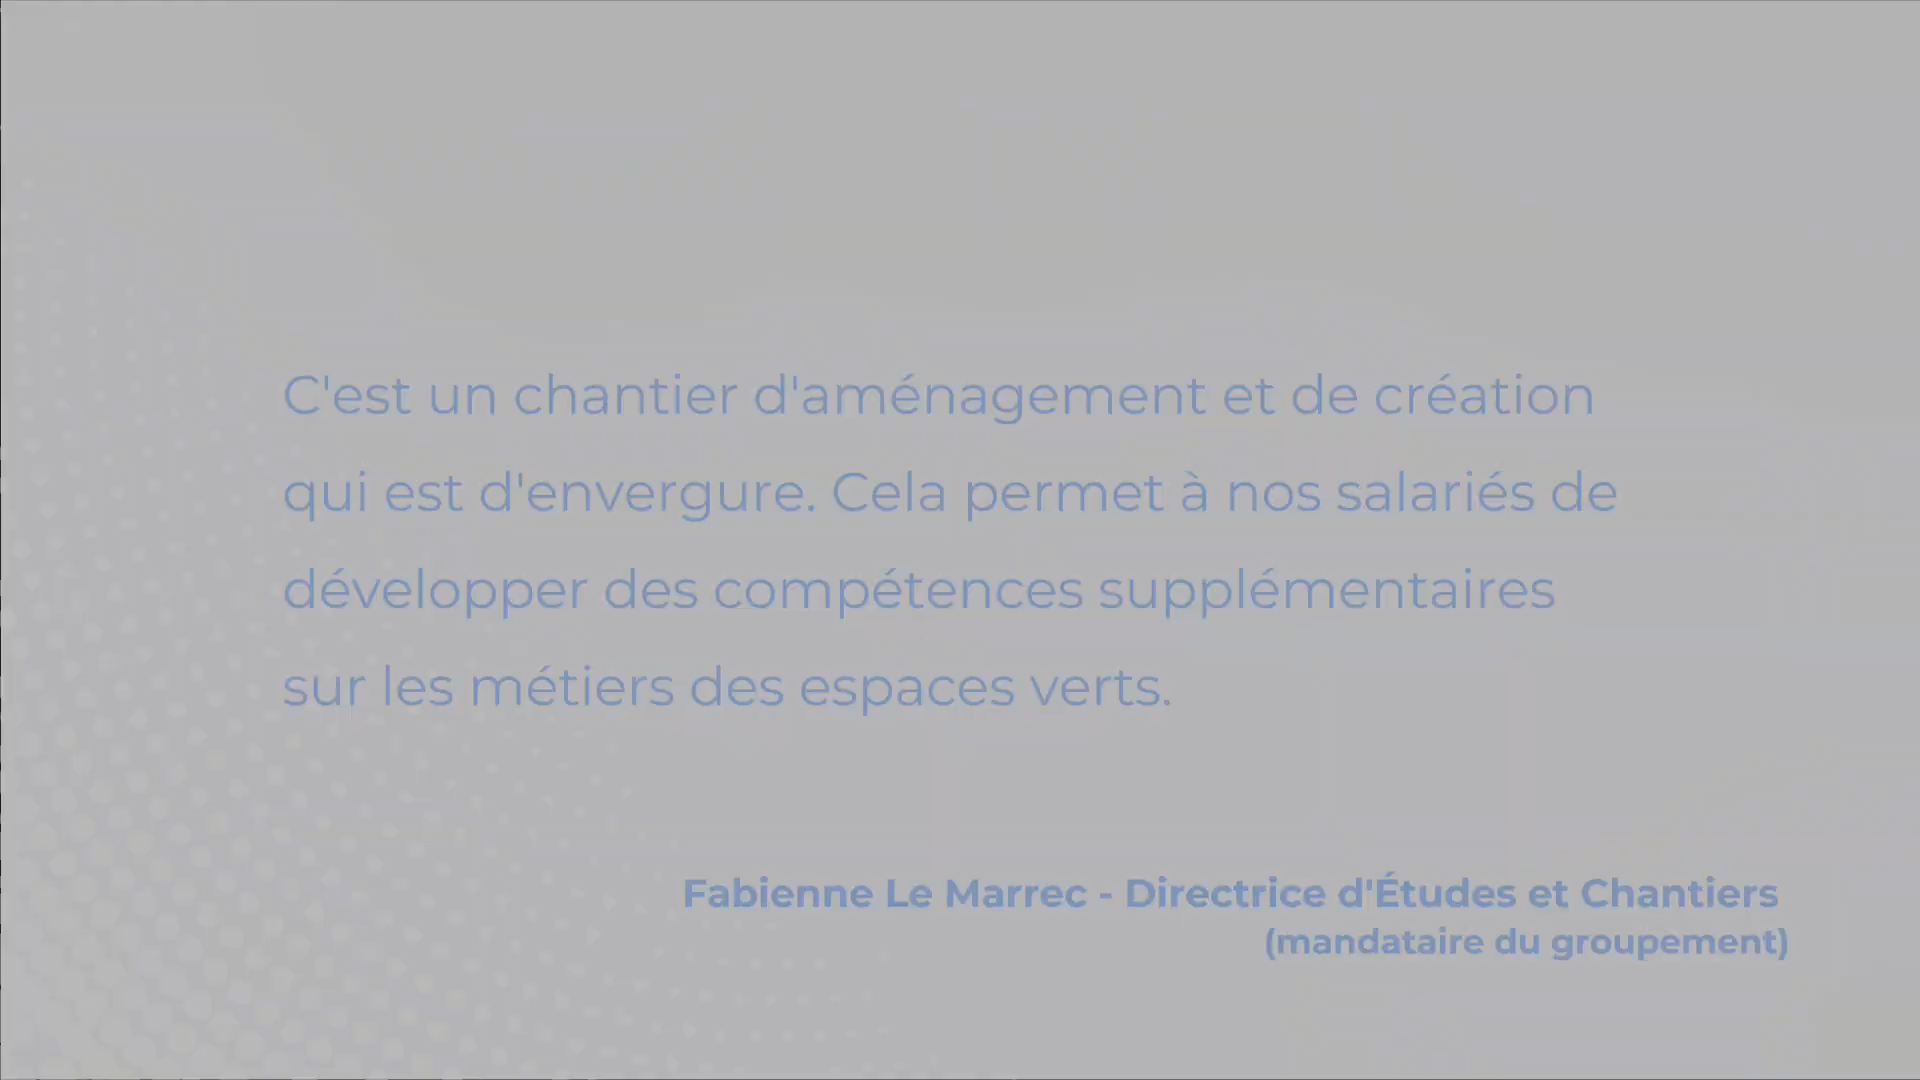 C'est un chantier d'aménagement et de création
qui est d'envergure. Cela permet à nos salariés de
développer des compétences supplémentaires
sur les métiers des espaces verts.
Fabienne Le Marrec - Directrice d'Études et Chantiers
(mandataire du groupement)